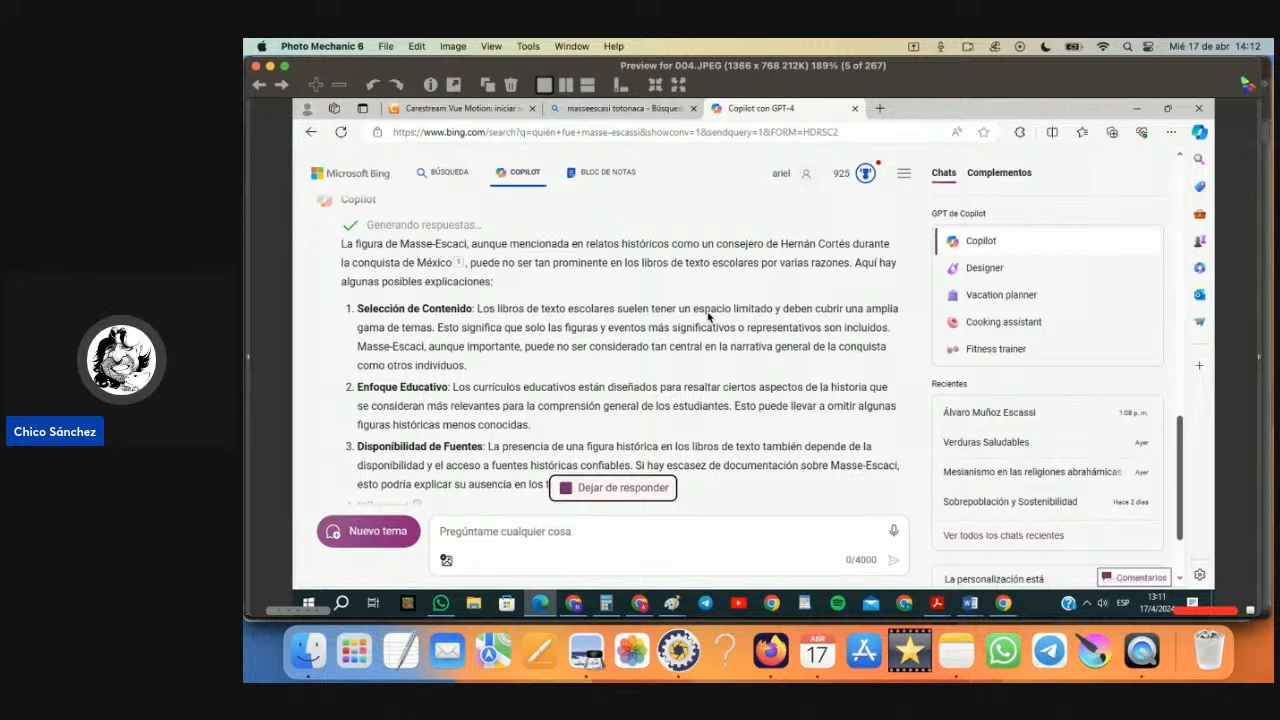 Photo Mechanic 6 File Edit Image View Tools Window Help Mié 17 de abr 14:12
Preview for 004.JPEG (1366 x 768 212K) 189% (5 of 267)
Carestream Vue Motion: iniciar s masseescasi totonaca - Búsqued Copilot con GPT-4
https://www.bing.com/search?q=quién+fue+masse-escassi&showconv=1&sendquery=1&FORM=HDRSC2
Microsoft Bing BÚSQUEDA COPILOT BLOC DE NOTAS ariel 925 Chats Complementos
Copilot
Generando respuestas...
La figura de Masse-Escaci, aunque mencionada en relatos históricos como un consejero de Hernán Cortés durante
la conquista de México 1, puede no ser tan prominente en los libros de texto escolares por varias razones. Aquí hay
algunas posibles explicaciones:
1. Selección de Contenido: Los libros de texto escolares suelen tener un espacio limitado y deben cubrir una amplia
gama de temas. Esto significa que solo las figuras y eventos más significativos o representativos son incluidos.
Masse-Escaci, aunque importante, puede no ser considerado tan central en la narrativa general de la conquista
como otros individuos.
2. Enfoque Educativo: Los currículos educativos están diseñados para resaltar ciertos aspectos de la historia que
se consideran más relevantes para la comprensión general de los estudiantes. Esto puede llevar a omitir algunas
figuras históricas menos conocidas.
3. Disponibilidad de Fuentes: La presencia de una figura histórica en los libros de texto también depende de la
disponibilidad y el acceso a fuentes históricas confiables. Si hay escasez de documentación sobre Masse-Escaci,
esto podría explicar su ausencia en los
Dejar de responder
Nuevo tema
Pregúntame cualquier cosa
0/4000
GPT de Copilot
Copilot
Designer
Vacation planner
Cooking assistant
Fitness trainer
Recientes
Álvaro Muñoz Escassi 1:08 p. m.
Verduras Saludables Ayer
Mesianismo en las religiones abrahámicas Ayer
Sobrepoblación y Sostenibilidad Hace 2 días
Ver todos los chats recientes
La personalización está Comentarios
ESP 13:11
17/4/2024
ABR
17
Chico Sánchez